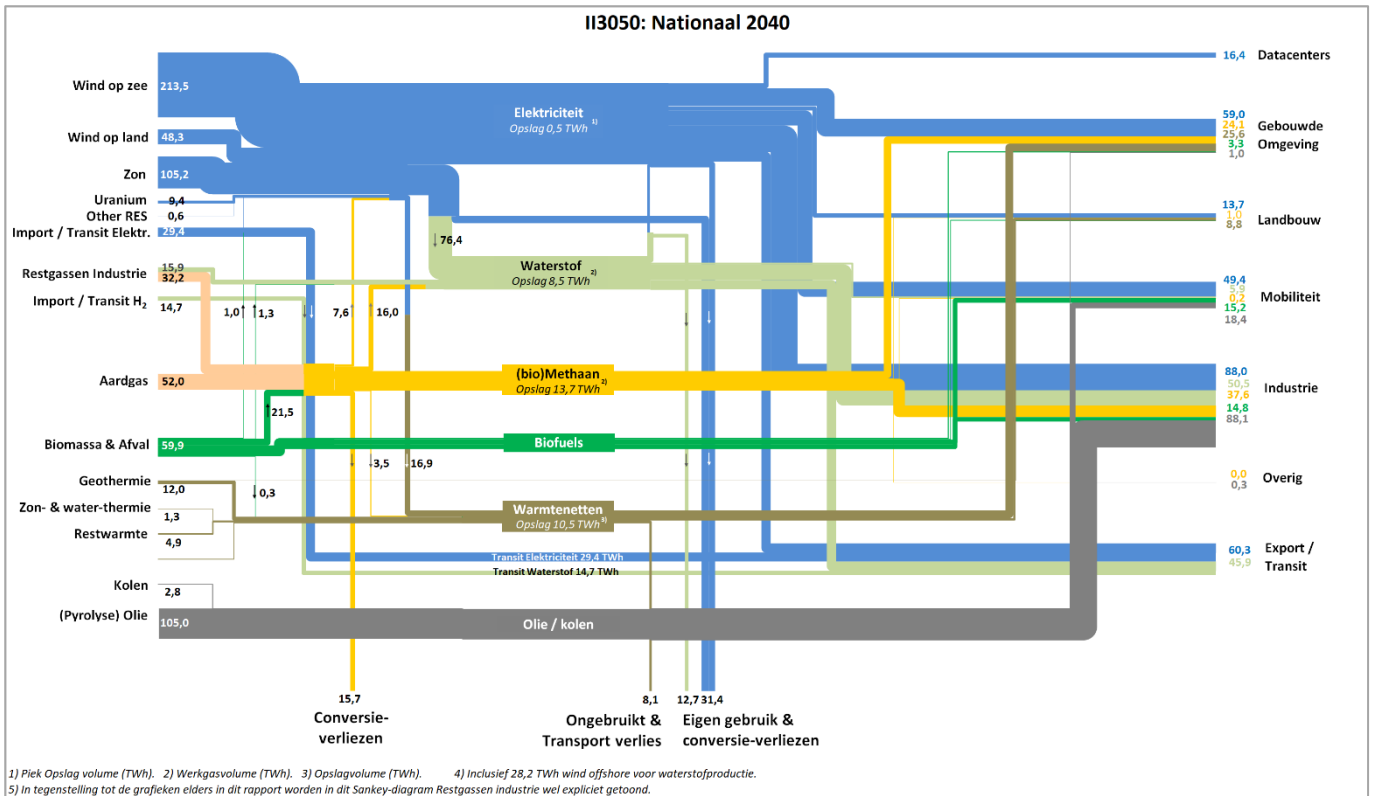 II3050: Nationaal 2040
Wind op zee
213,5
Wind op land
48,3
Zon
105,2
Uranium
9,4
Other RES
0,6
Import / Transit Elektr.
29,4
Restgassen Industrie
15,9
32,2
Import / Transit H2
14,7
Aardgas
52,0
Biomassa & Afval
59,9
Geothermie
12,0
Zon- & water-thermie
1,3
Restwarmte
4,9
Kolen
2,8
(Pyrolyse) Olie
105,0
Elektriciteit
Opslag 0,5 TWh 1)
76,4
Waterstof
Opslag 8,5 TWh 2)
1,0
1,3
7,6
16,0
(bio)Methaan
Opslag 13,7 TWh 2)
21,5
Biofuels
3,5
16,9
0,3
Warmtenetten
Opslag 10,5 TWh 3)
Transit Elektriciteit 29,4 TWh
Transit Waterstof 14,7 TWh
Olie / kolen
16,4
Datacenters
59,0
24,1
25,6
3,3
1,0
Gebouwde
Omgeving
13,7
1,0
8,8
Landbouw
49,4
5,9
0,2
15,2
18,4
Mobiliteit
88,0
50,5
37,6
14,8
88,1
Industrie
0,0
0,3
Overig
60,3
45,9
Export /
Transit
15,7
Conversie-
verliezen
8,1
Ongebruikt &
Transport verlies
12,7
31,4
Eigen gebruik &
conversie-verliezen
1) Piek Opslag volume (TWh). 2) Werkgasvolume (TWh). 3) Opslagvolume (TWh). 4) Inclusief 28,2 TWh wind offshore voor waterstofproductie.
5) In tegenstelling tot de grafieken elders in dit rapport worden in dit Sankey-diagram Restgassen industrie wel expliciet getoond.